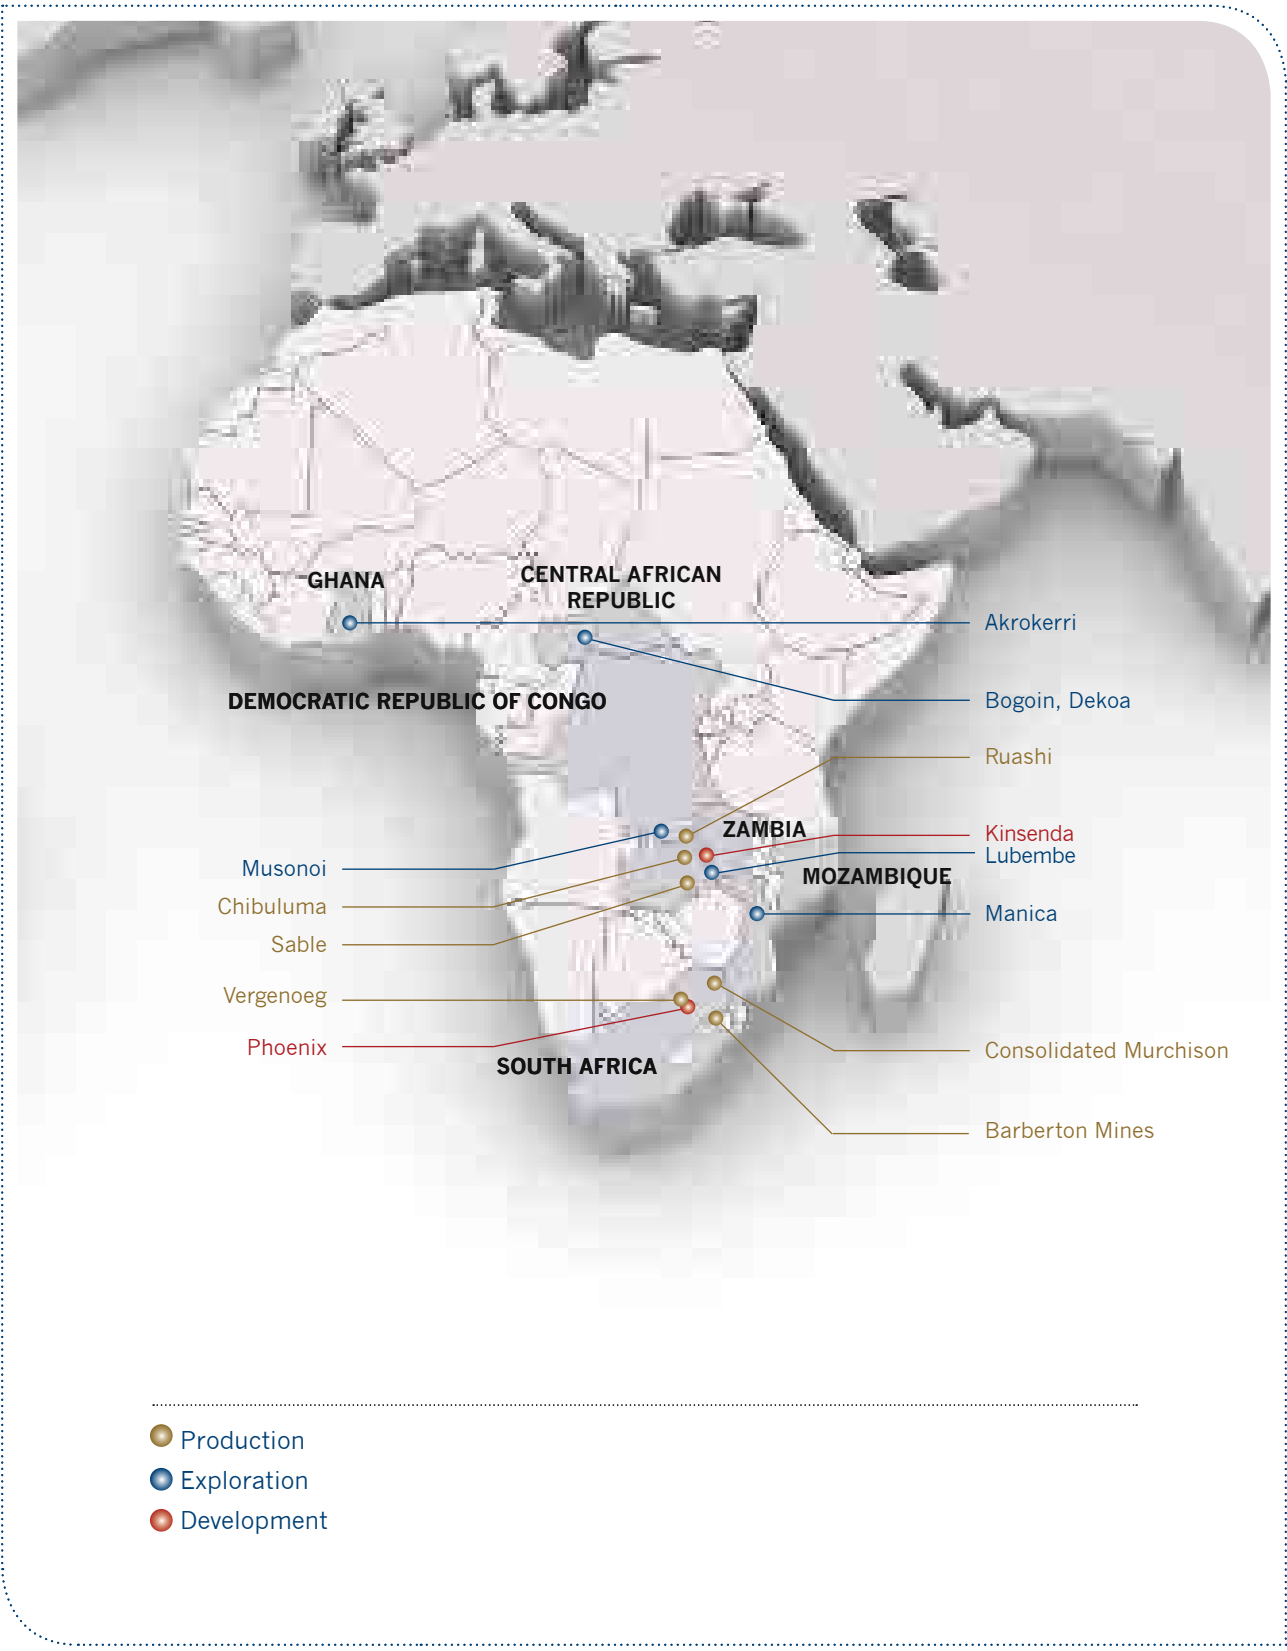 GHANA
CENTRAL AFRICAN
REPUBLIC
Akrokerri
DEMOCRATIC REPUBLIC OF CONGO
Bogoin, Dekoa
Ruashi
ZAMBIA
Kinsenda
Lubembe
Musonoi
MOZAMBIQUE
Chibuluma
Manica
Sable
Vergenoeg
Phoenix
SOUTH AFRICA
Consolidated Murchison
Barberton Mines
Production
Exploration
Development